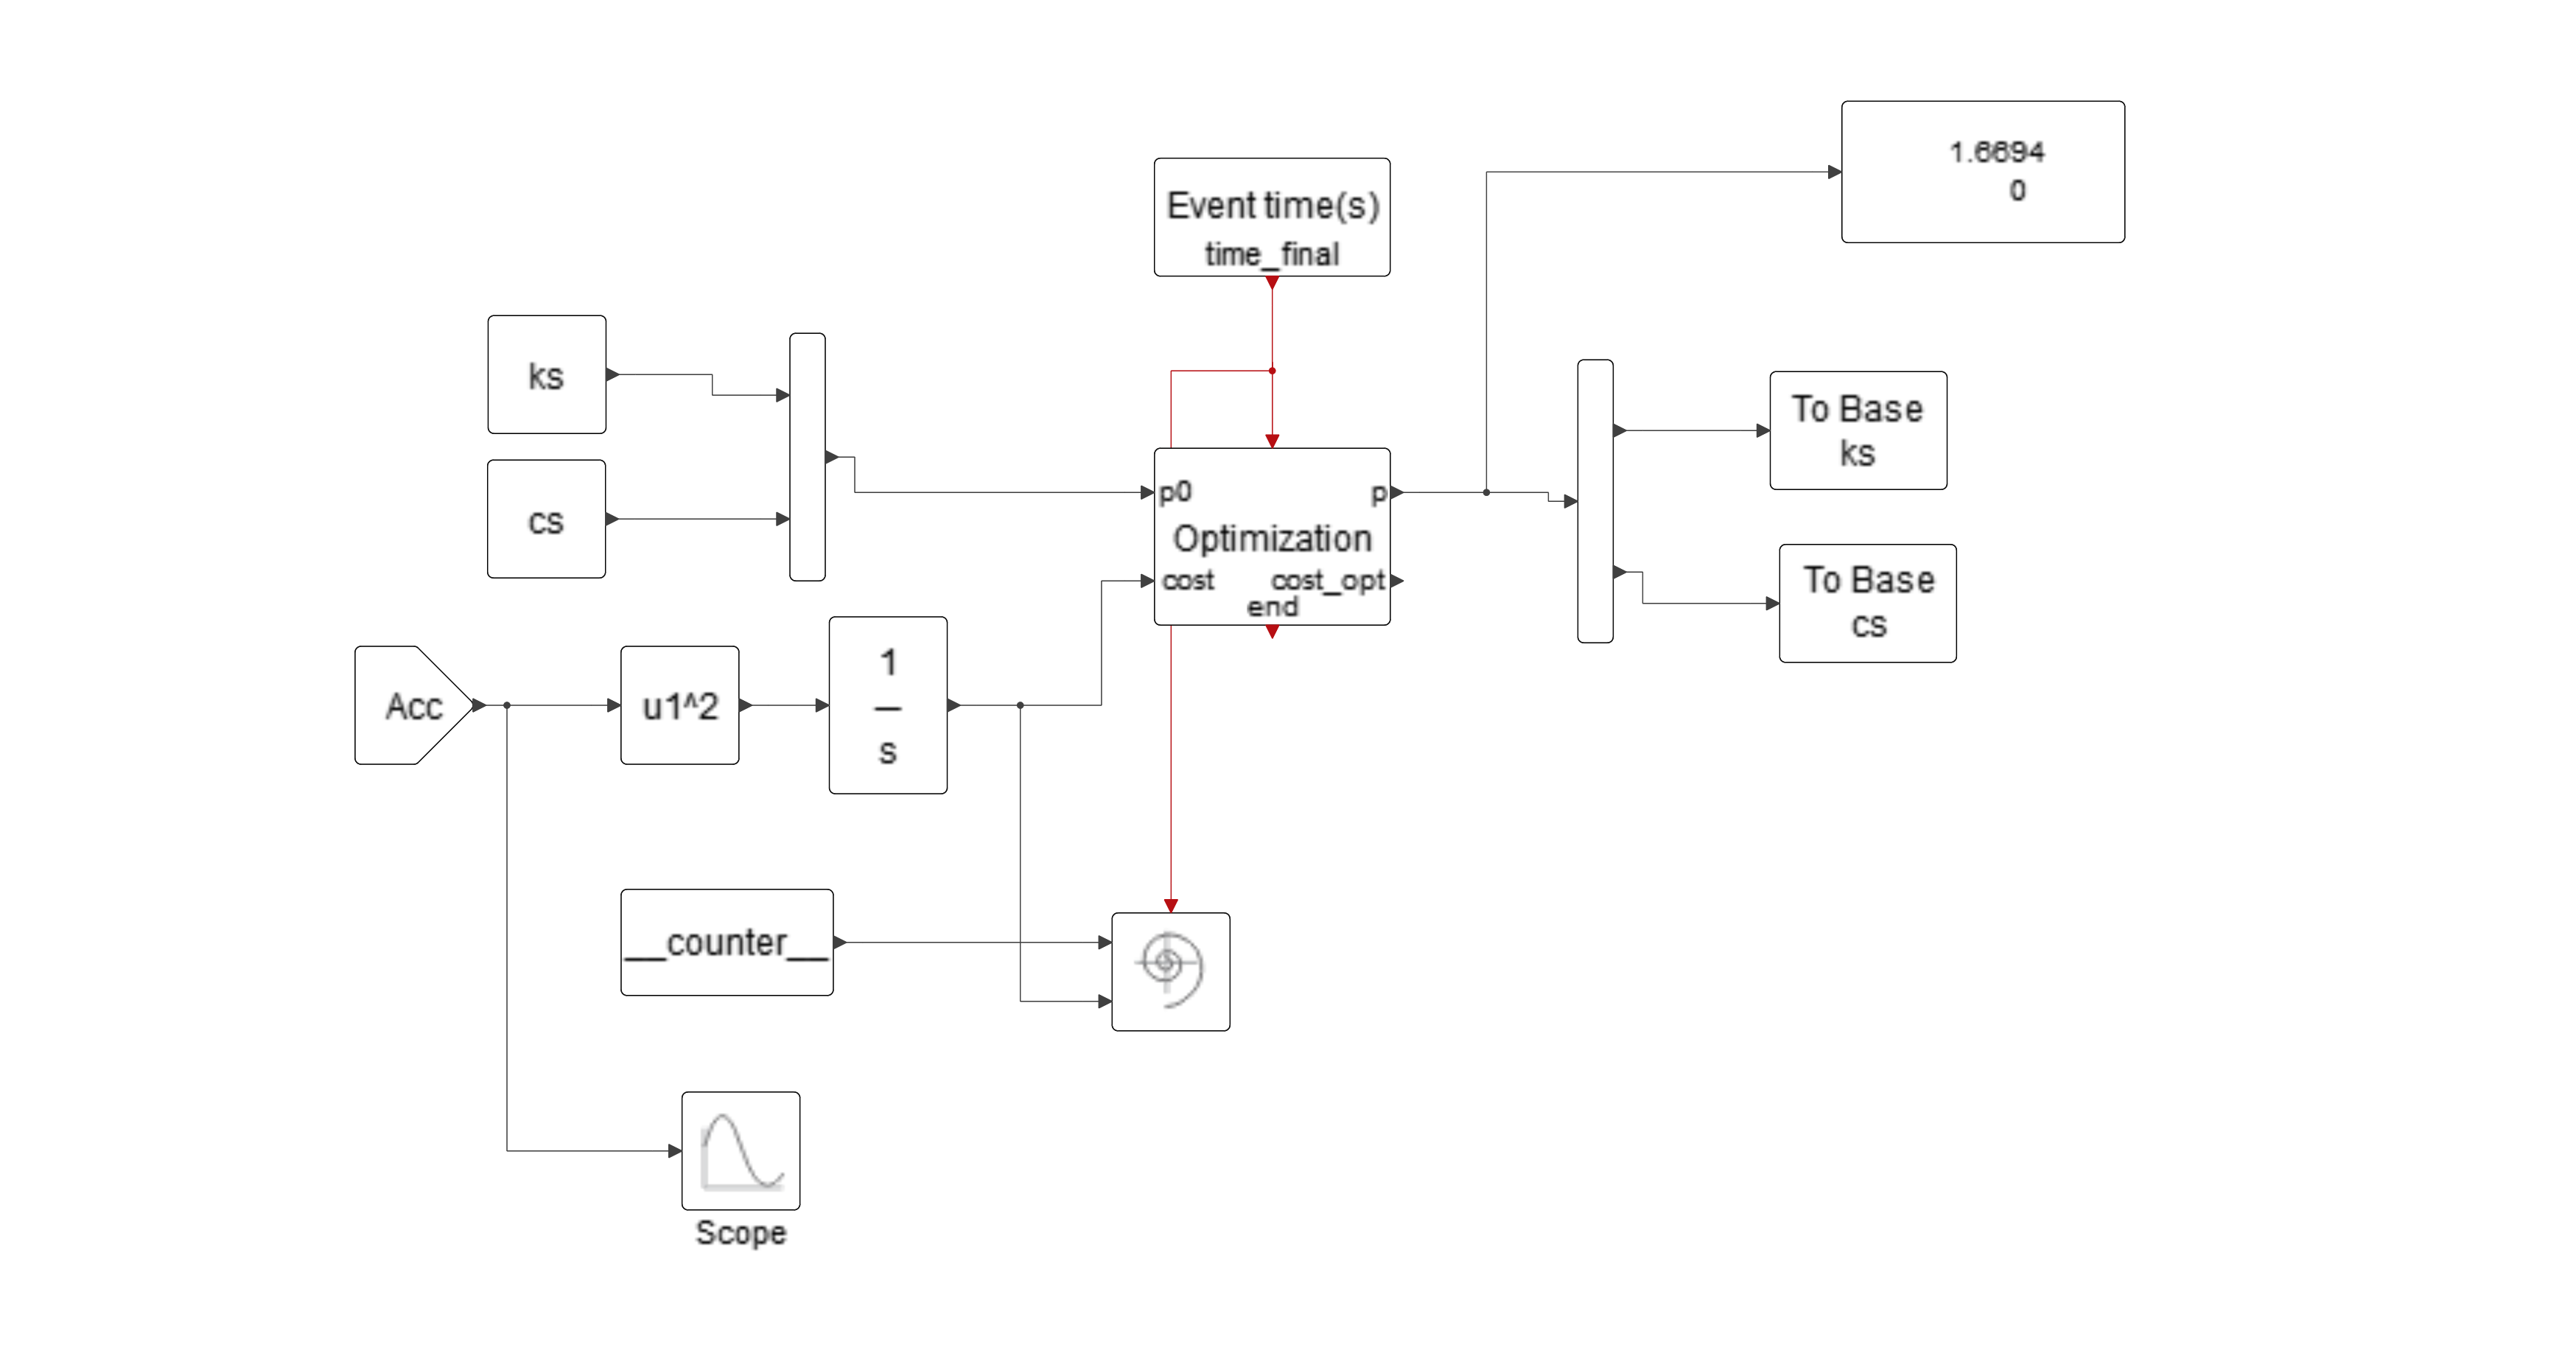 1.6694
0
Event time(s)
time_final
ks
cs
p0
p
Optimization
cost
cost_opt
end
To Base
ks
To Base
cs
Acc
u1^2
1
s
__counter__
Scope